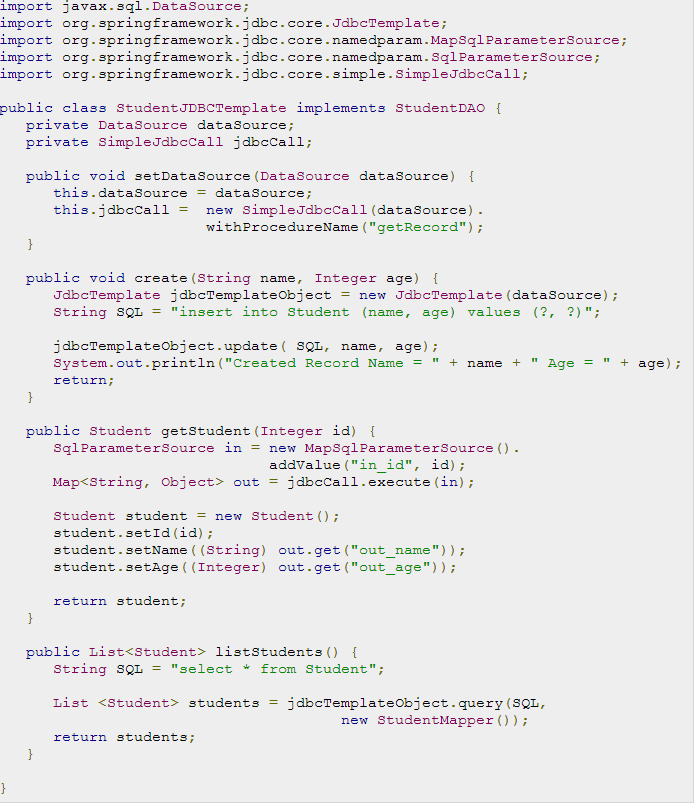 import javax.sql.DataSource;
import org.springframework.jdbc.core.JdbcTemplate;
import org.springframework.jdbc.core.namedparam.MapSqlParameterSource;
import org.springframework.jdbc.core.namedparam.SqlParameterSource;
import org.springframework.jdbc.core.simple.SimpleJdbcCall;

public class StudentJDBCTemplate implements StudentDAO {
   private DataSource dataSource;
   private SimpleJdbcCall jdbcCall;

   public void setDataSource(DataSource dataSource) {
      this.dataSource = dataSource;
      this.jdbcCall =  new SimpleJdbcCall(dataSource).
                       withProcedureName("getRecord");
   }

   public void create(String name, Integer age) {
      JdbcTemplate jdbcTemplateObject = new JdbcTemplate(dataSource);
      String SQL = "insert into Student (name, age) values (?, ?)";

      jdbcTemplateObject.update( SQL, name, age);
      System.out.println("Created Record Name = " + name + " Age = " + age);
      return;
   }

   public Student getStudent(Integer id) {
      SqlParameterSource in = new MapSqlParameterSource().
                              addValue("in_id", id);
      Map<String, Object> out = jdbcCall.execute(in);

      Student student = new Student();
      student.setId(id);
      student.setName((String) out.get("out_name"));
      student.setAge((Integer) out.get("out_age"));

      return student;
   }

   public List<Student> listStudents() {
      String SQL = "select * from Student";

      List <Student> students = jdbcTemplateObject.query(SQL,
                                      new StudentMapper());
      return students;
   }

}